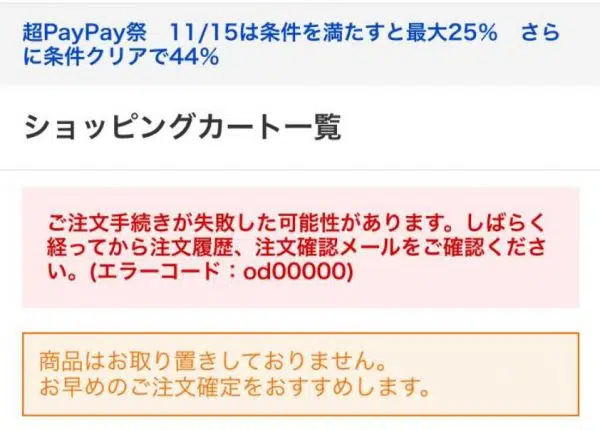 超PayPay祭　11/15は条件を満たすと最大25%　さら
に条件クリアで44%
ショッピングカート一覧
ご注文手続きが失敗した可能性があります。しばらく
経ってから注文履歴、注文確認メールをご確認くださ
い。(エラーコード：od00000)
商品はお取り置きしておりません。
お早めのご注文確定をおすすめします。